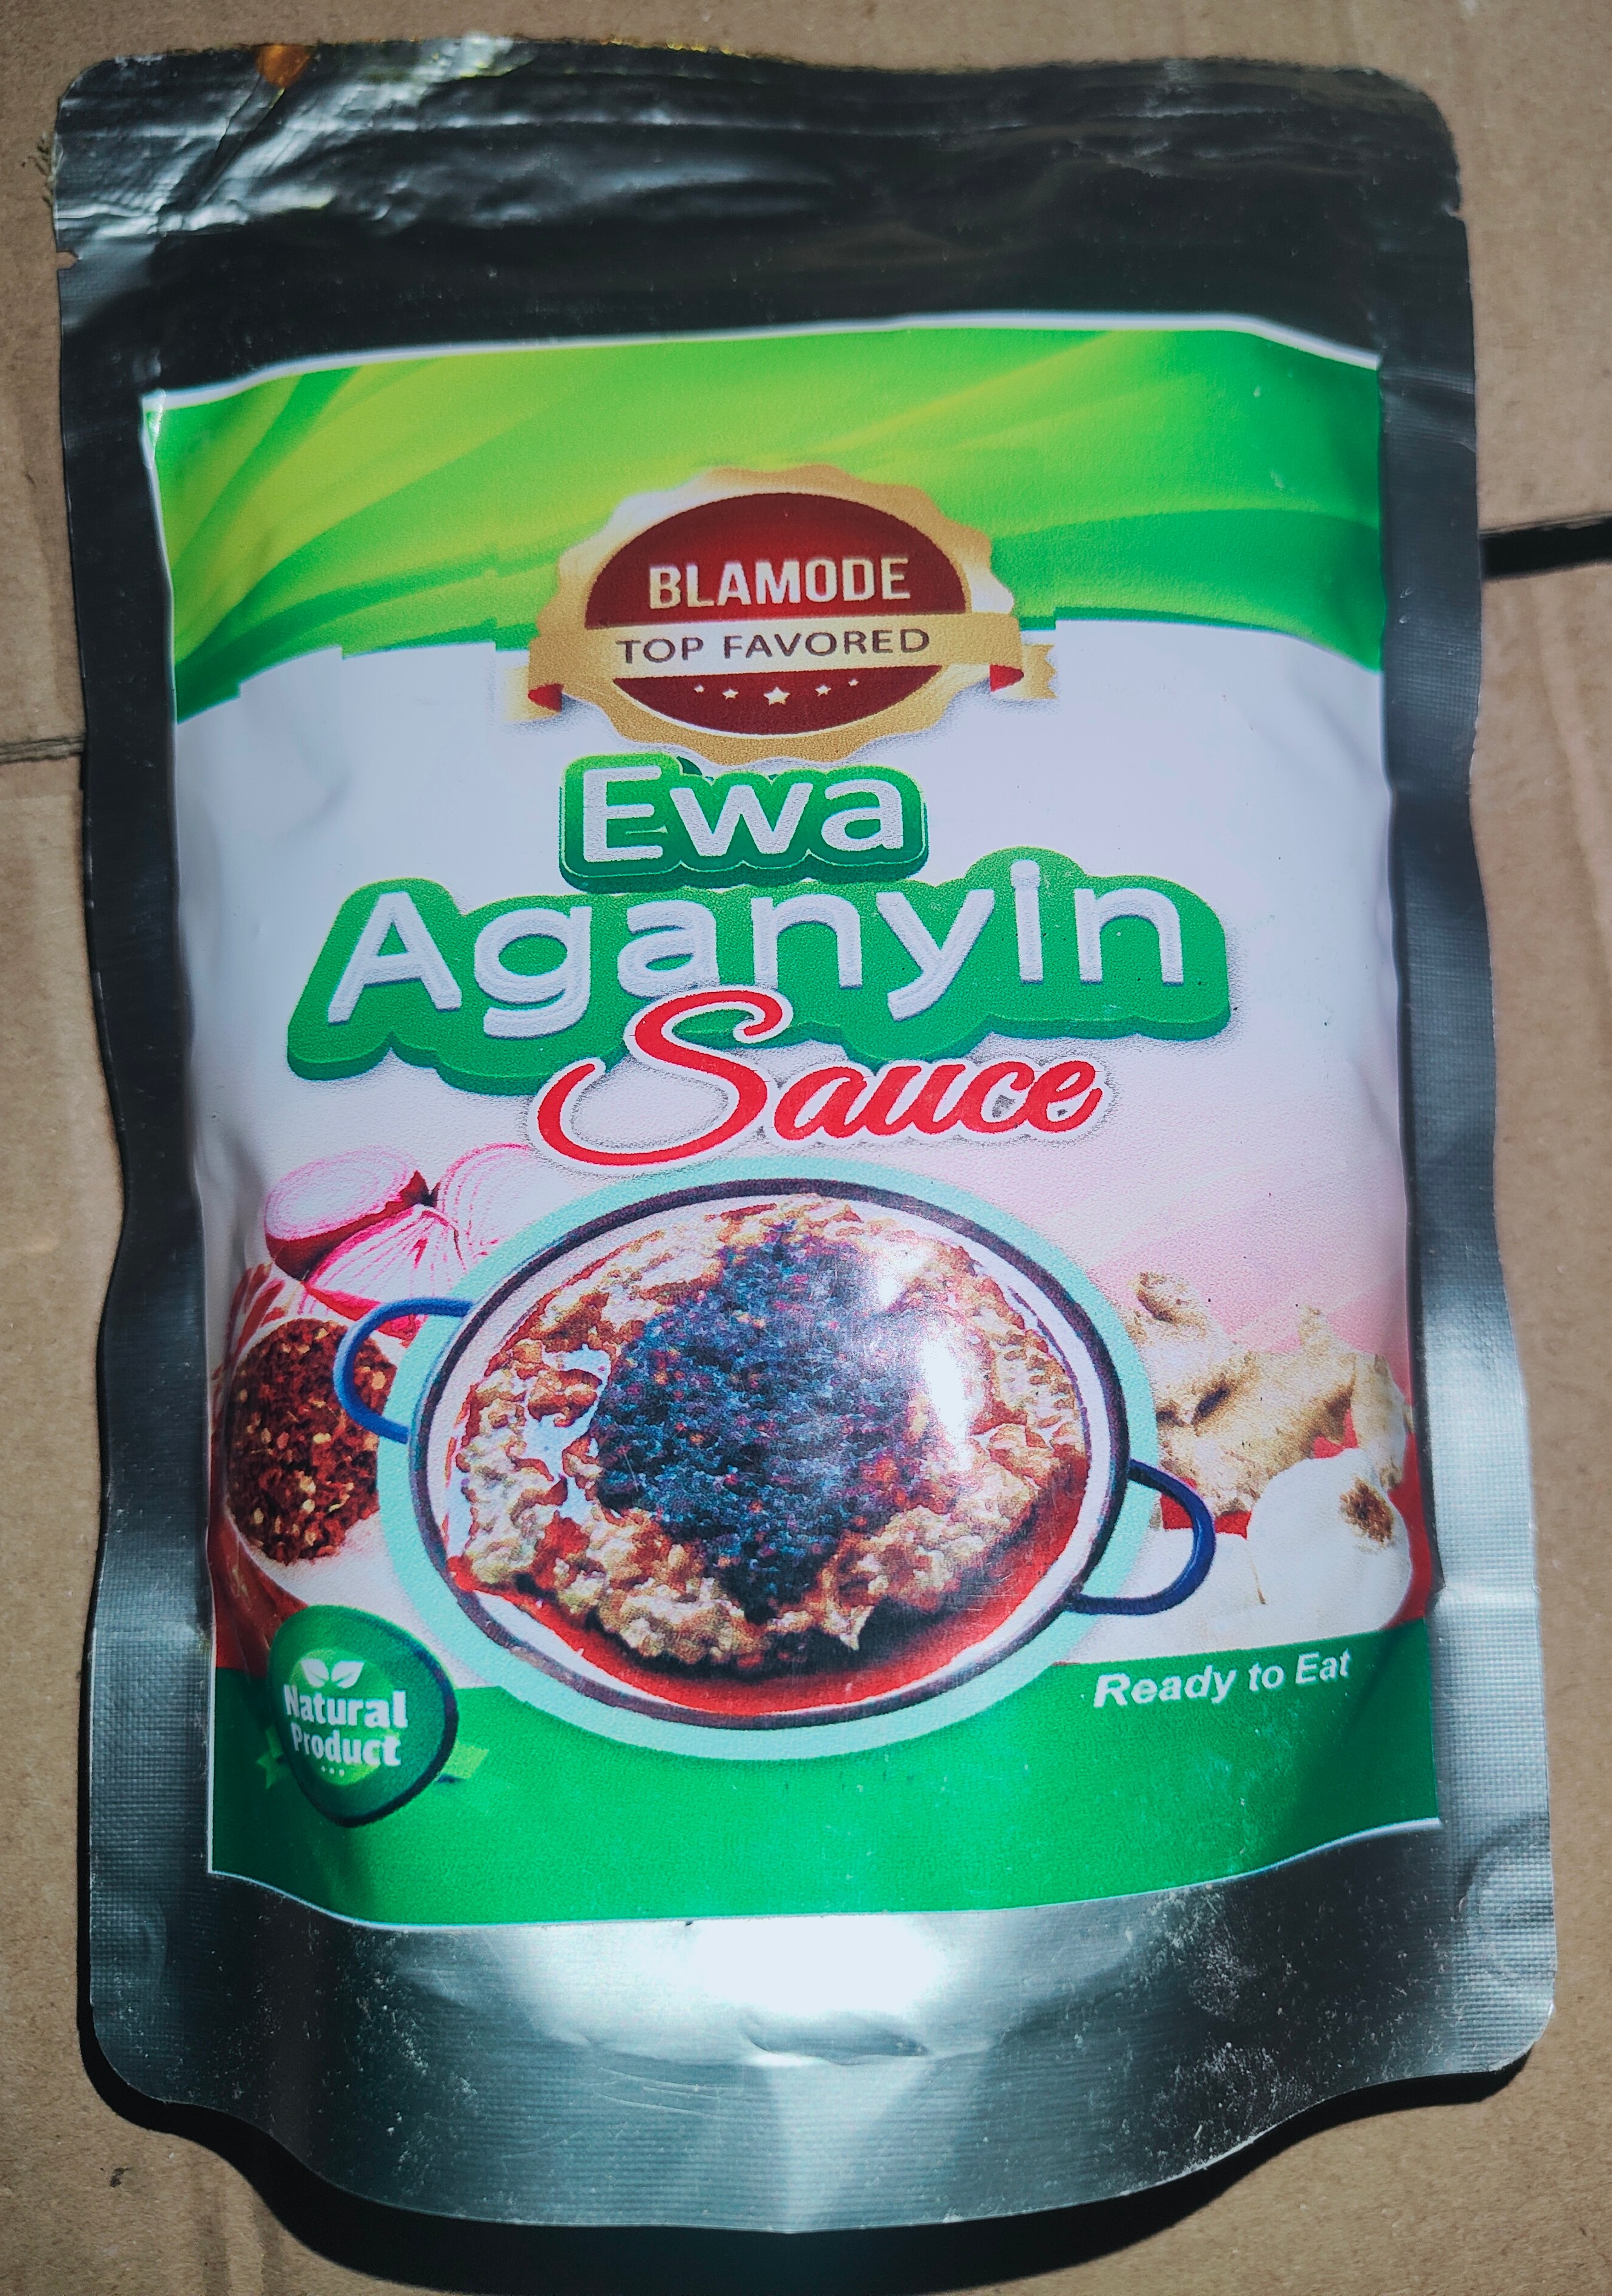 BLAMODE
TOP FAVORED
Ewa
Aganyin
Sauce
Ready to Eat
Natural
Product